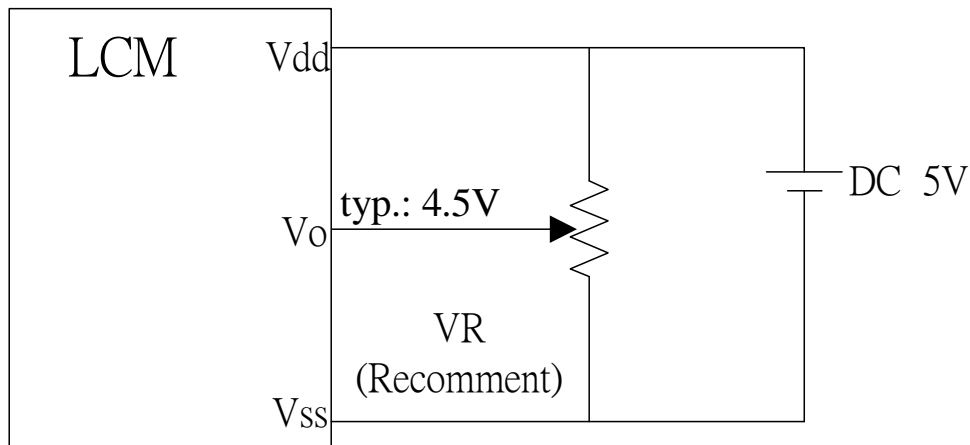 LCM
Vdd
DC 5V
typ.: 4.5V
Vo
VR
(Recomment)
Vss